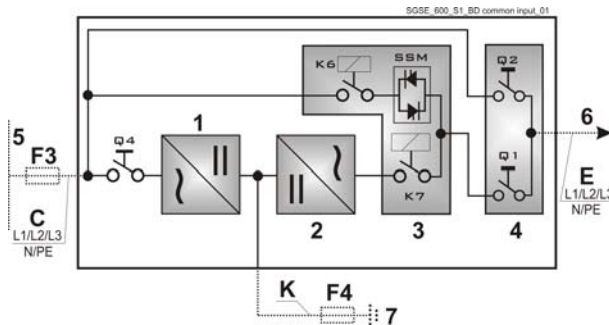 SGSE_600_S1_BD common input_01
K6
SSM
Q2
5
F3
Q4
1
K7
Q1
6
C
L1/L2/L3
N/PE
2
3
4
E
L1/L2/L3
N/PE
K
F4
7